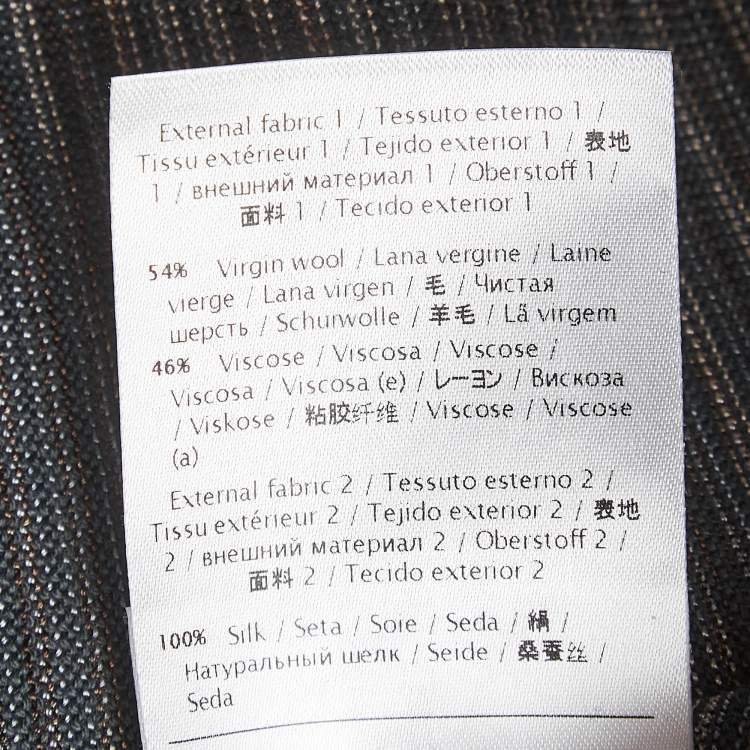 External fabric 1 / Tessuto esterno 1 /
Tissu extérieur 1 / Tejido exterior 1 / 表地
1 / внешний материал 1 / Oberstoff 1 /
面料 1 / Tecido exterior 1
54% Virgin wool / Lana vergine / Laine
vierge / Lana virgen / 毛 / Чистая
шерсть / Schurwolle / 羊毛 / Lã virgem
46% Viscose / Viscosa / Viscose /
Viscosa / Viscosa (e) / レーヨン / Вискоза
/ Viskose / 粘胶纤维 / Viscose / Viscose
(a)
External fabric 2 / Tessuto esterno 2 /
Tissu extérieur 2 / Tejido exterior 2 / 表地
2 / внешний материал 2 / Oberstoff 2 /
面料 2 / Tecido exterior 2
100% Silk / Seta / Soie / Seda / 絹 /
Натуральный шелк / Seide / 桑蚕丝 /
Seda